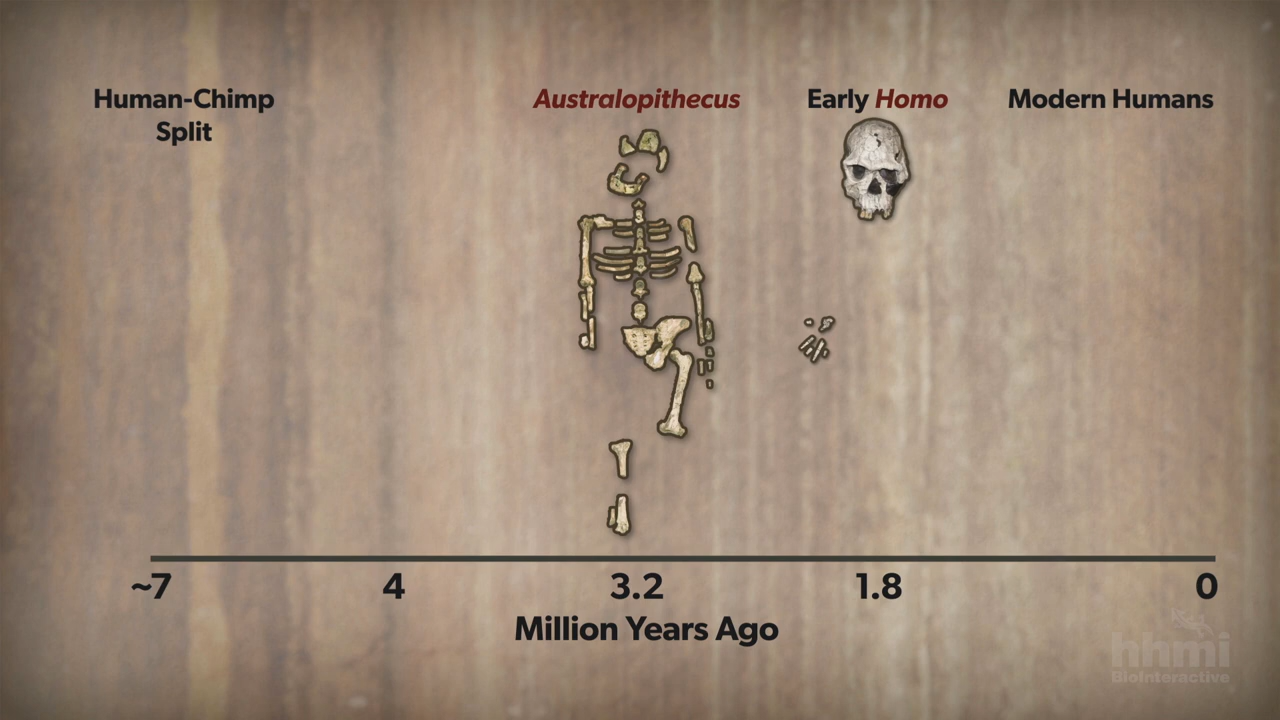 Human-Chimp
Split
Australopithecus
Early Homo
Modern Humans
~7
4
3.2
1.8
0
Million Years Ago
hhmi
BioInteractive